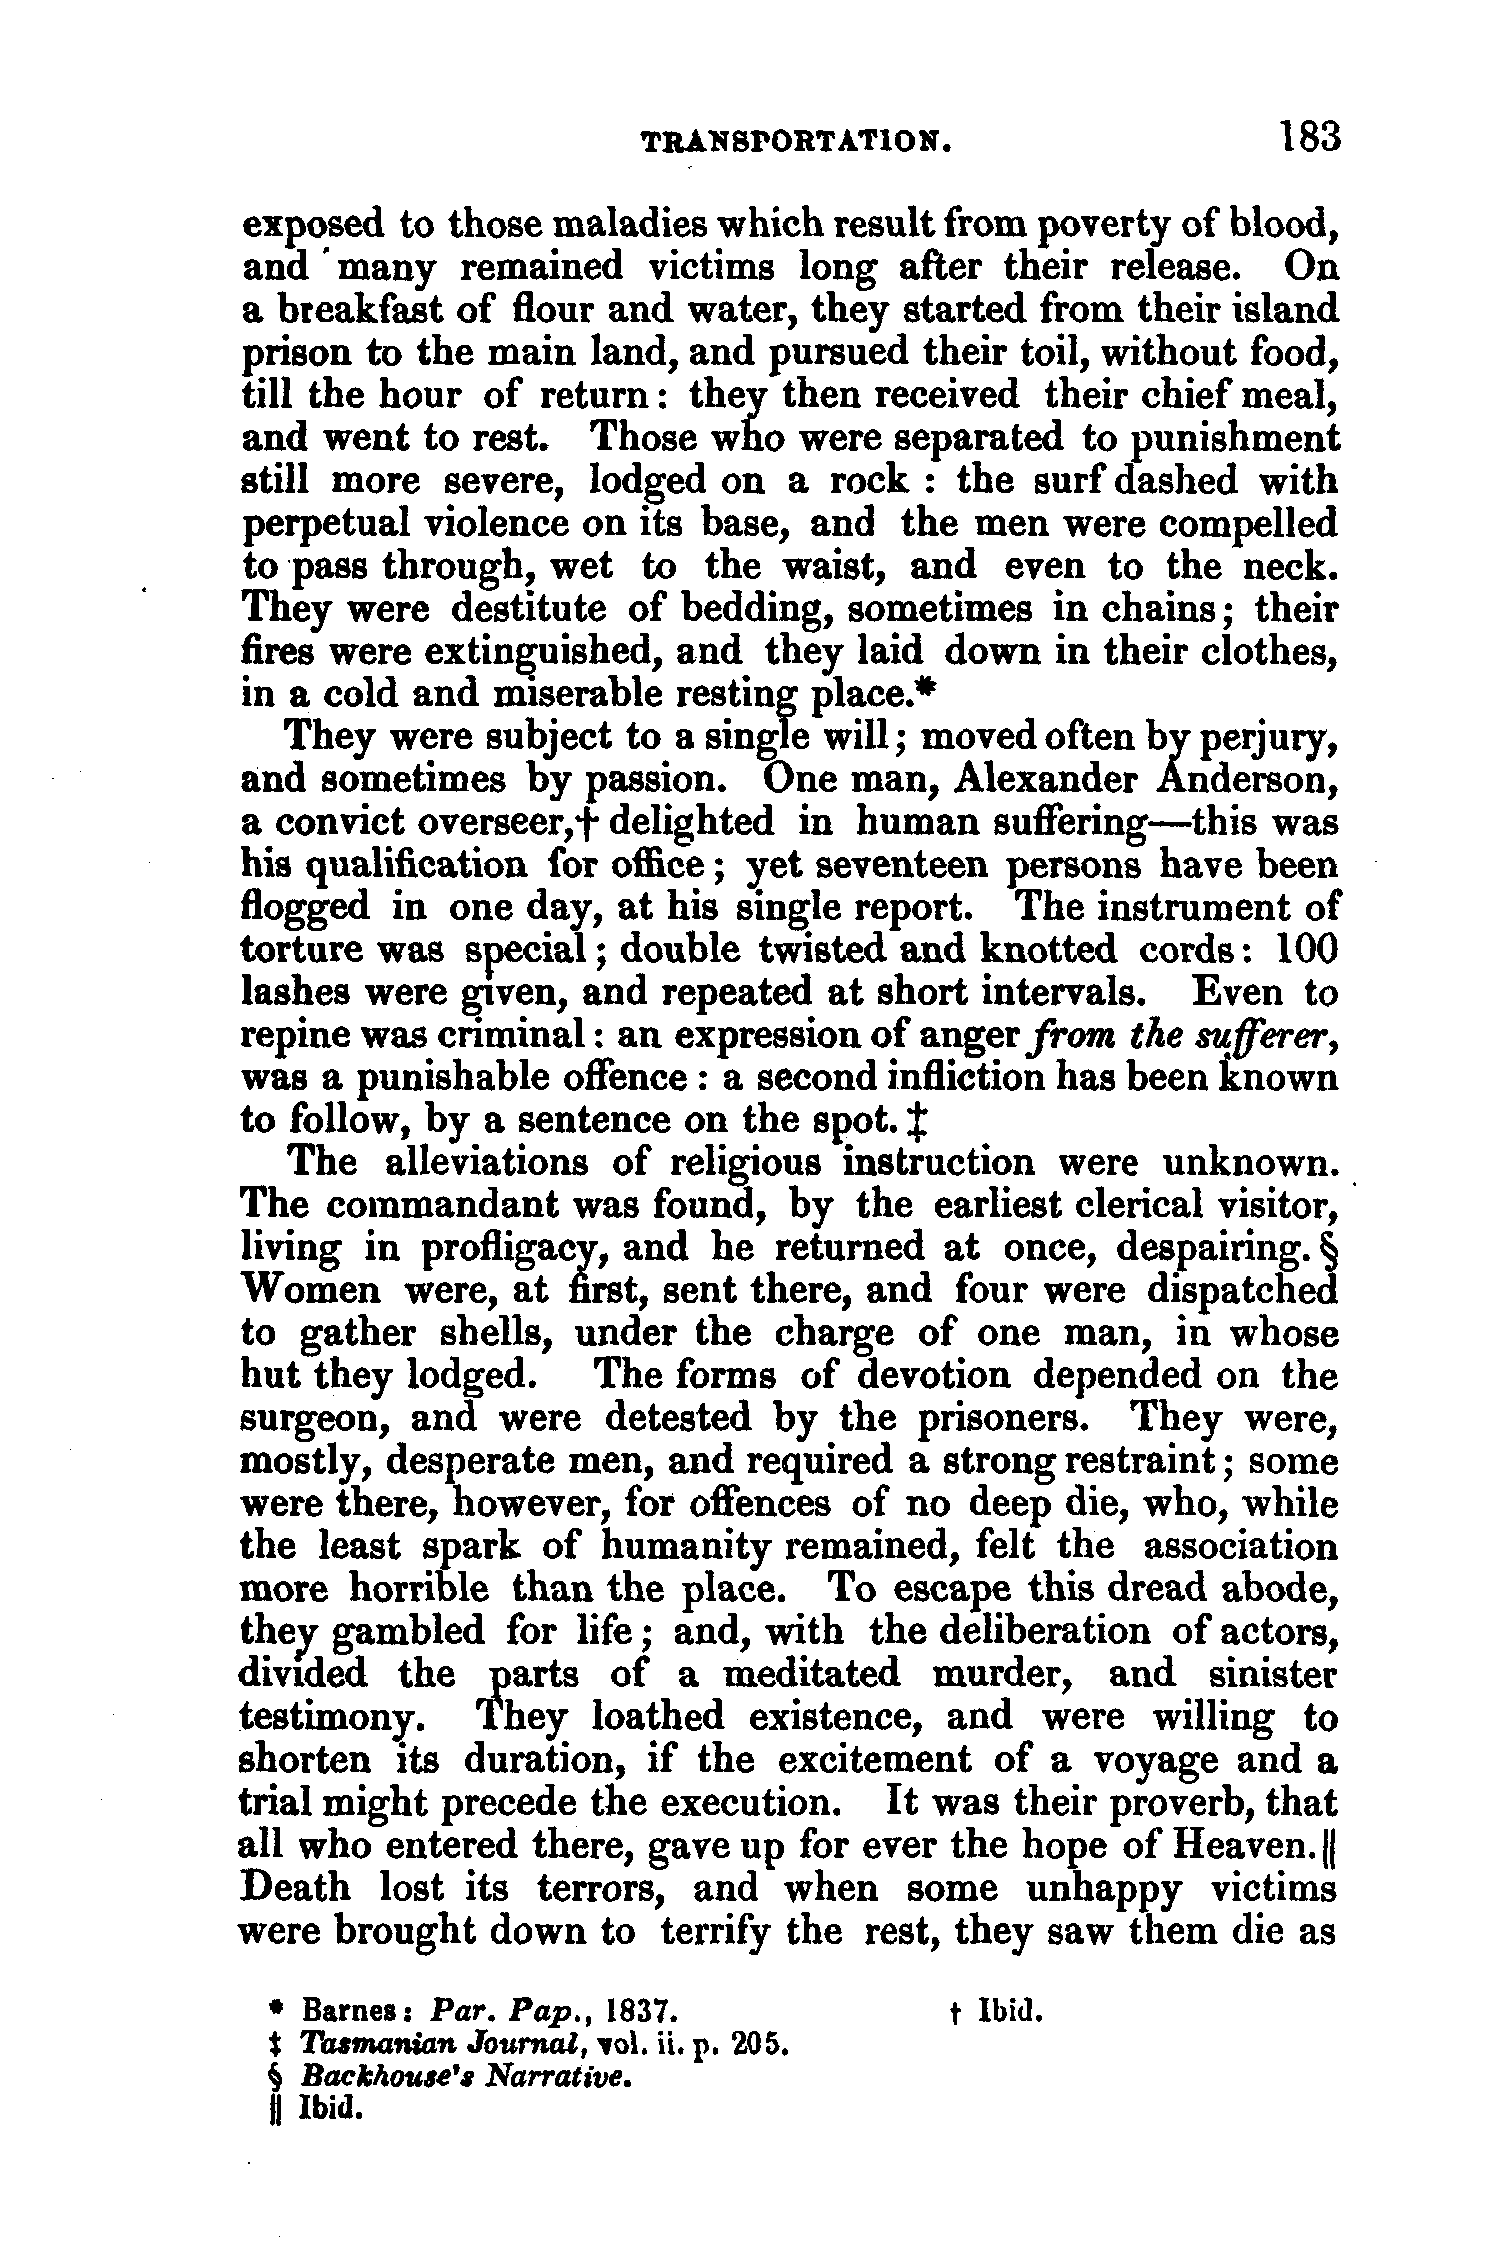 TRANSPORTATION. 183
exposed to those maladies which result from poverty of blood,
and many remained victims long after their release. On
a breakfast of flour and water, they started from their island
prison to the main land, and pursued their toil, without food,
till the hour of return: they then received their chief meal,
and went to rest. Those who were separated to punishment
still more severe, lodged on a rock : the surf dashed with
perpetual violence on its base, and the men were compelled
to pass through, wet to the waist, and even to the neck.
They were destitute of bedding, sometimes in chains; their
fires were extinguished, and they laid down in their clothes,
in a cold and miserable resting place.*
They were subject to a single will; moved often by perjury,
and sometimes by passion. One man, Alexander Anderson,
a convict overseer,† delighted in human suffering—this was
his qualification for office; yet seventeen persons have been
flogged in one day, at his single report. The instrument of
torture was special; double twisted and knotted cords: 100
lashes were given, and repeated at short intervals. Even to
repine was criminal: an expression of anger from the sufferer,
was a punishable offence : a second infliction has been known
to follow, by a sentence on the spot.‡
The alleviations of religious instruction were unknown.
The commandant was found, by the earliest clerical visitor,
living in profligacy, and he returned at once, despairing.§
Women were, at first, sent there, and four were dispatched
to gather shells, under the charge of one man, in whose
hut they lodged. The forms of devotion depended on the
surgeon, and were detested by the prisoners. They were,
mostly, desperate men, and required a strong restraint; some
were there, however, for offences of no deep die, who, while
the least spark of humanity remained, felt the association
more horrible than the place. To escape this dread abode,
they gambled for life; and, with the deliberation of actors,
divided the parts of a meditated murder, and sinister
testimony. They loathed existence, and were willing to
shorten its duration, if the excitement of a voyage and a
trial might precede the execution. It was their proverb, that
all who entered there, gave up for ever the hope of Heaven.||
Death lost its terrors, and when some unhappy victims
were brought down to terrify the rest, they saw them die as
* Barnes: Par. Pap., 1837. † Ibid.
‡ Tasmanian Journal, vol. ii. p. 205.
§ Backhouse's Narrative.
|| Ibid.